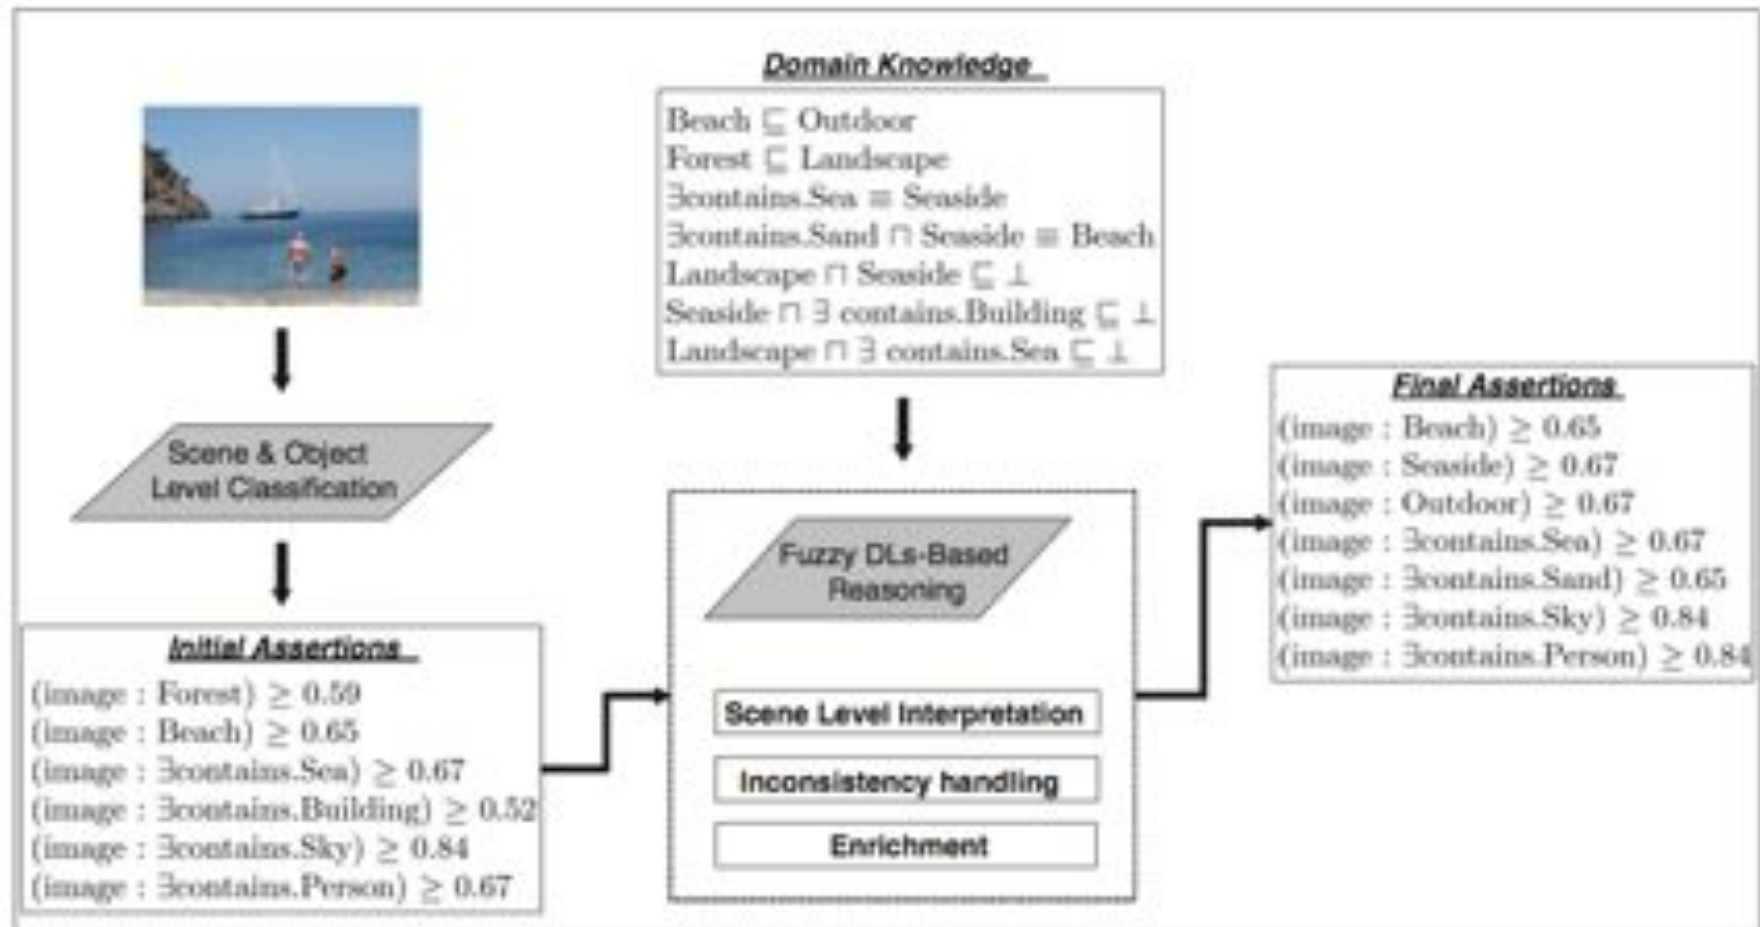 Domain Knowledge
Beach ⊑ Outdoor
Forest ⊑ Landscape
∃contains.Sea ≡ Seaside
∃contains.Sand ⊓ Seaside ≡ Beach
Landscape ⊓ Seaside ⊑ ⊥
Seaside ⊓ ∃ contains.Building ⊑ ⊥
Landscape ⊓ ∃ contains.Sea ⊑ ⊥
Scene & Object
Level Classification
Initial Assertions
(image : Forest) ≥ 0.59
(image : Beach) ≥ 0.65
(image : ∃contains.Sea) ≥ 0.67
(image : ∃contains.Building) ≥ 0.52
(image : ∃contains.Sky) ≥ 0.84
(image : ∃contains.Person) ≥ 0.67
Fuzzy DLs-Based
Reasoning
Scene Level Interpretation
Inconsistency handling
Enrichment
Final Assertions
(image : Beach) ≥ 0.65
(image : Seaside) ≥ 0.67
(image : Outdoor) ≥ 0.67
(image : ∃contains.Sea) ≥ 0.67
(image : ∃contains.Sand) ≥ 0.65
(image : ∃contains.Sky) ≥ 0.84
(image : ∃contains.Person) ≥ 0.84